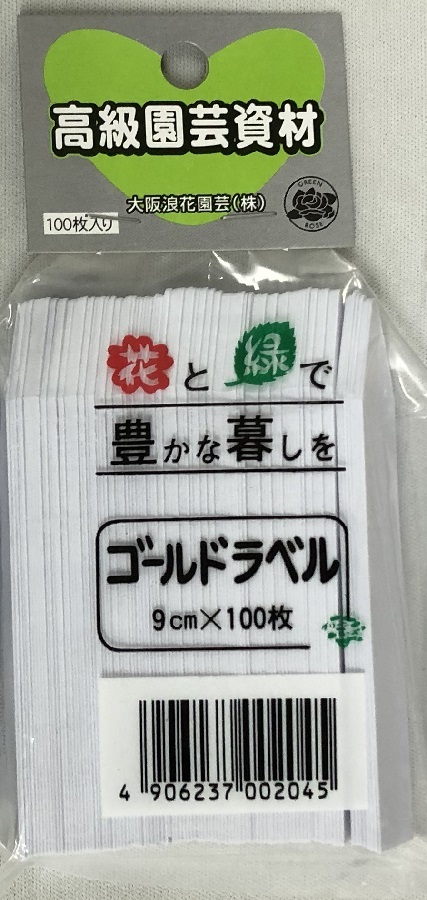 高級園芸資材
大阪浪花園芸(株)
100枚入り
GREEN
ROSE
花と緑で
豊かな暮しを
ゴールドラベル
9cm×100枚
4 906237 002045